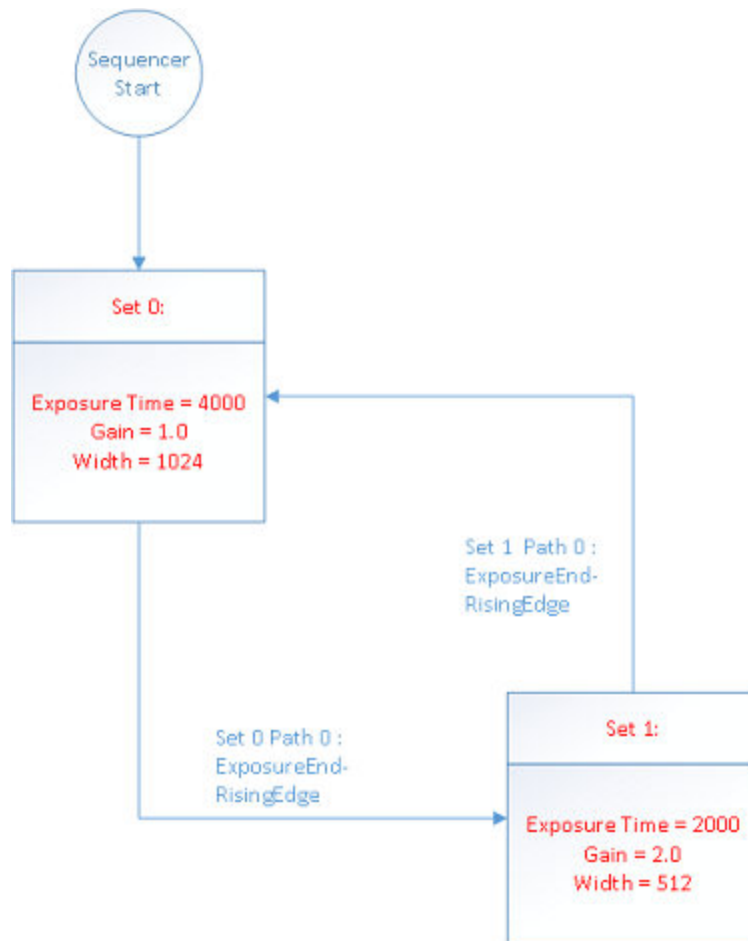 Sequencer
Start
Set 0:
Exposure Time = 4000
Gain = 1.0
Width = 1024
Set 1 Path 0 :
ExposureEnd-
RisingEdge
Set 0 Path 0 :
ExposureEnd-
RisingEdge
Set 1:
Exposure Time = 2000
Gain = 2.0
Width = 512